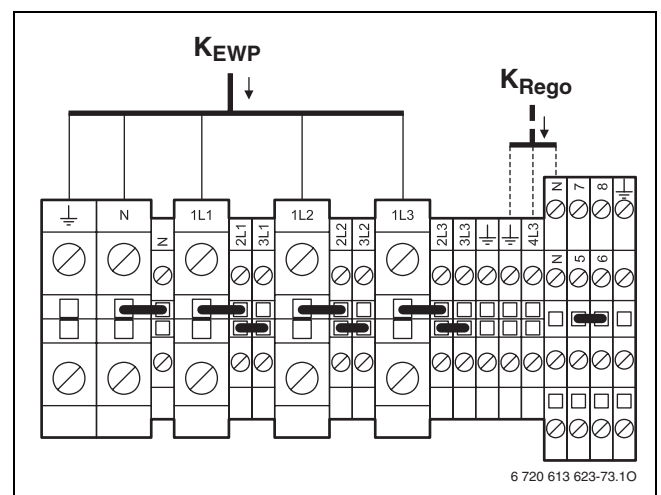 KEWP
KRego
⏚ N N 1L1 2L1 3L1 1L2 2L2 3L2 1L3 2L3 3L3 ⏚ ⏚ 4L3 N 7 8 ⏚
N 5 6
6 720 613 623-73.1O